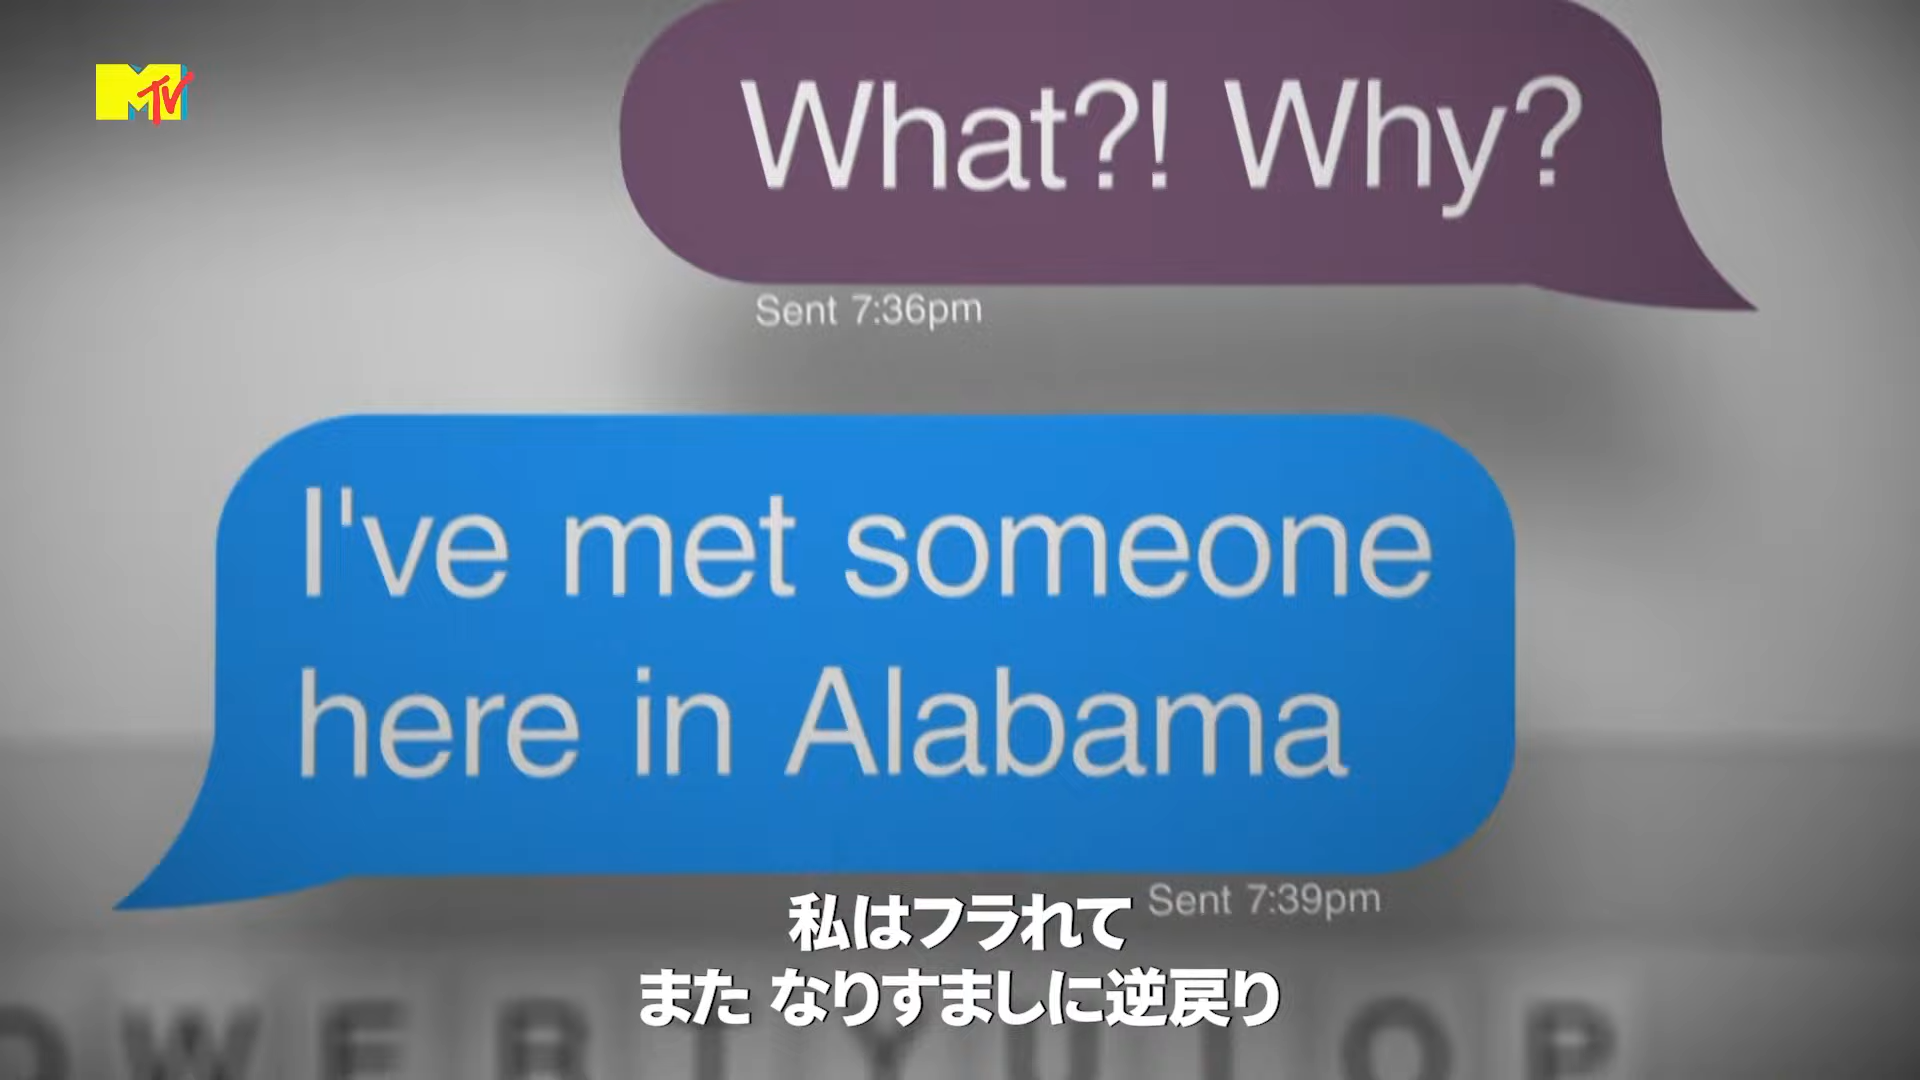 MTV
What?! Why?
Sent 7:36pm
I've met someone
here in Alabama
Sent 7:39pm
私はフラれて
また なりすましに逆戻り
Q W E R T Y U I O P